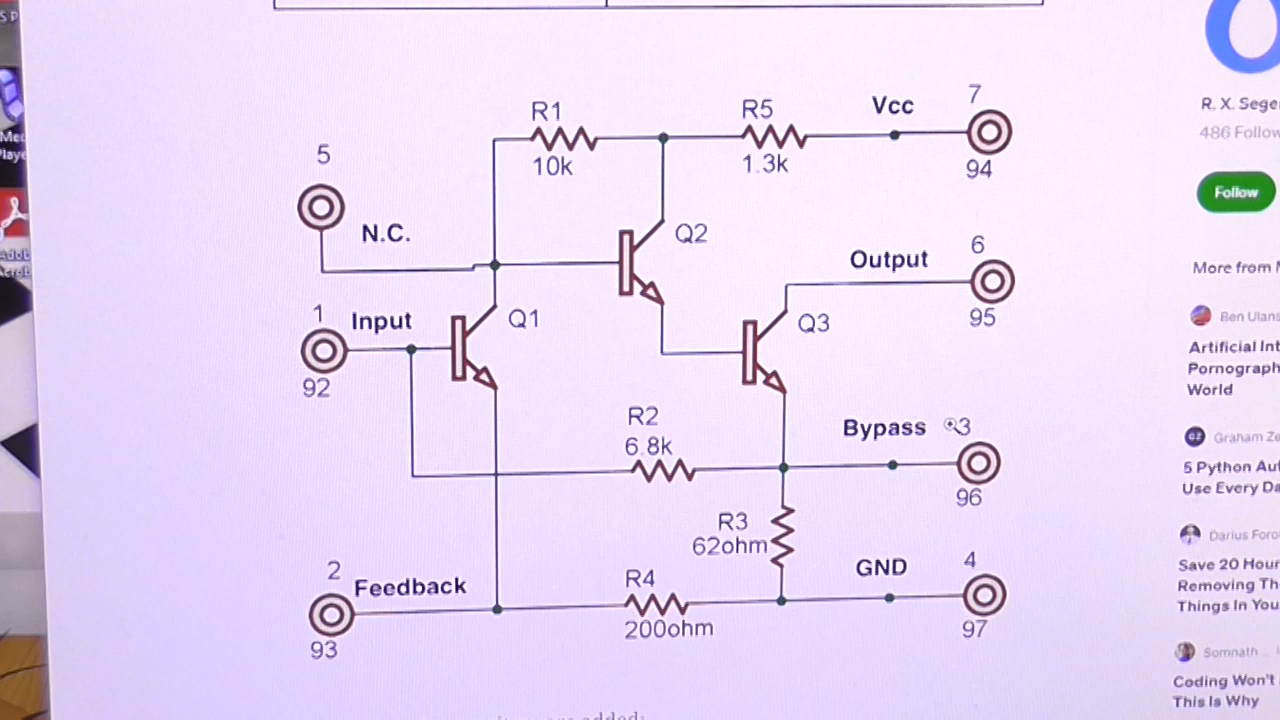 R1
10k
R5
1.3k
Vcc
7
94
5
N.C.
Q2
Output
6
95
1
Input
92
Q1
Q3
R2
6.8k
Bypass
3
96
R3
62ohm
2
Feedback
93
R4
200ohm
GND
4
97
R. X. Sege
486 Follow
Follow
More from
Ben Ulans
Artificial Int
Pornograph
World
Graham Ze
5 Python Aut
Use Every Da
Darius Foro
Save 20 Hour
Removing Th
Things In You
Somnath
Coding Won't
This Is Why
added: